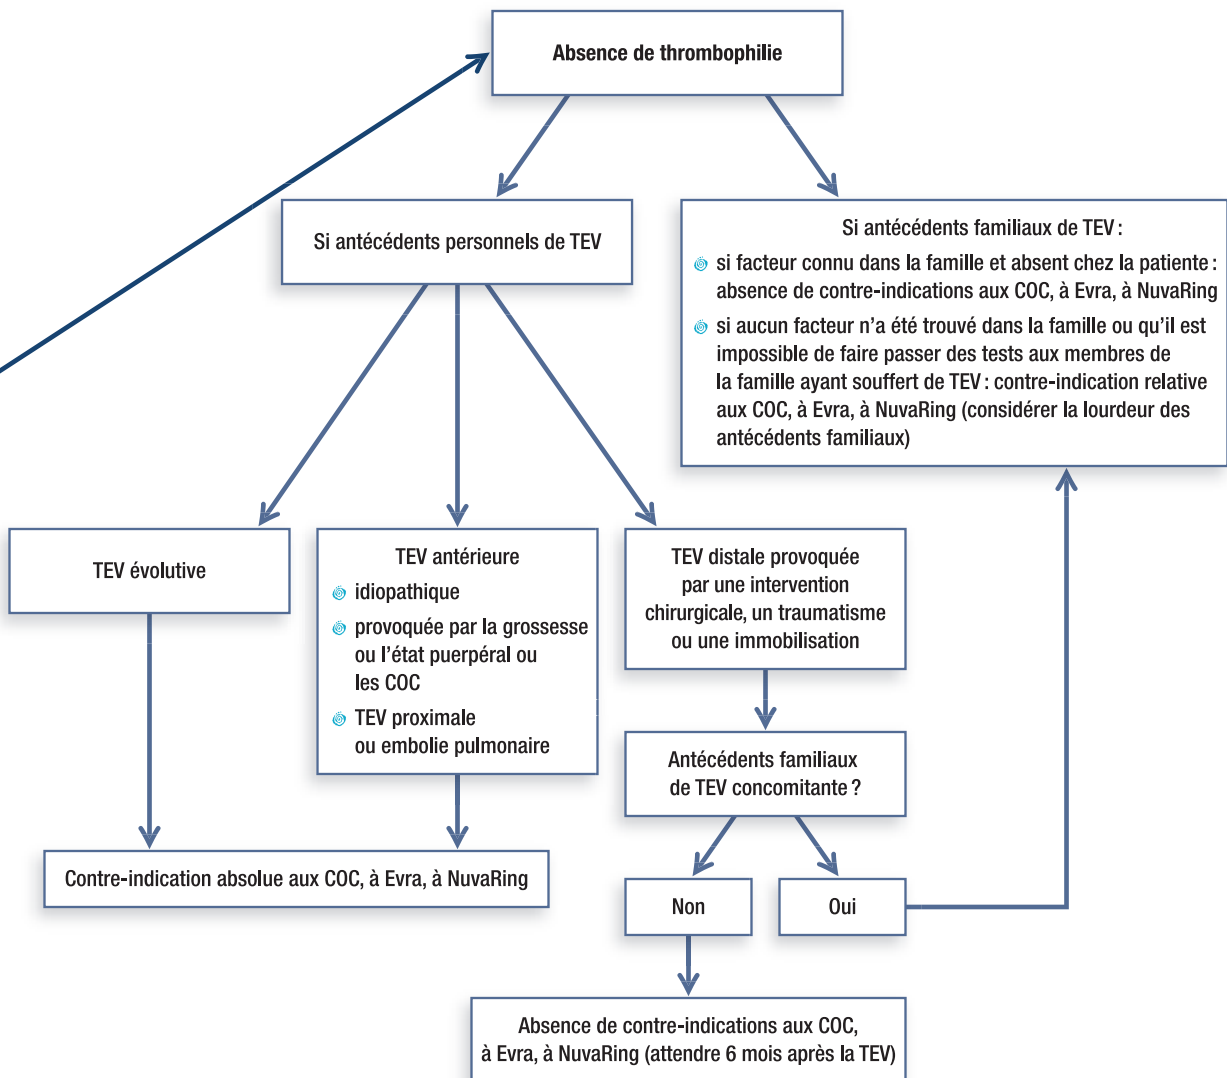 Absence de thrombophilie
Si antécédents personnels de TEV
Si antécédents familiaux de TEV :
si facteur connu dans la famille et absent chez la patiente :
absence de contre-indications aux COC, à Evra, à NuvaRing
si aucun facteur n’a été trouvé dans la famille ou qu’il est
impossible de faire passer des tests aux membres de
la famille ayant souffert de TEV : contre-indication relative
aux COC, à Evra, à NuvaRing (considérer la lourdeur des
antécédents familiaux)
TEV évolutive
TEV antérieure
idiopathique
provoquée par la grossesse
ou l’état puerpéral ou
les COC
TEV proximale
ou embolie pulmonaire
TEV distale provoquée
par une intervention
chirurgicale, un traumatisme
ou une immobilisation
Antécédents familiaux
de TEV concomitante ?
Contre-indication absolue aux COC, à Evra, à NuvaRing
Non
Oui
Absence de contre-indications aux COC,
à Evra, à NuvaRing (attendre 6 mois après la TEV)